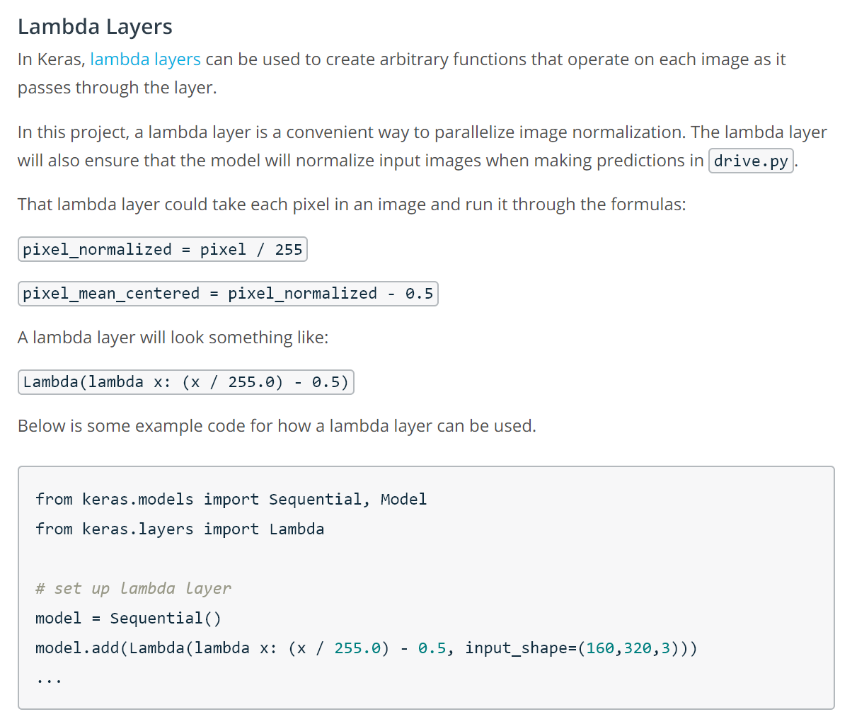 Lambda Layers
In Keras, lambda layers can be used to create arbitrary functions that operate on each image as it
passes through the layer.
In this project, a lambda layer is a convenient way to parallelize image normalization. The lambda layer
will also ensure that the model will normalize input images when making predictions in drive.py.
That lambda layer could take each pixel in an image and run it through the formulas:
pixel_normalized = pixel / 255
pixel_mean_centered = pixel_normalized - 0.5
A lambda layer will look something like:
Lambda(lambda x: (x / 255.0) - 0.5)
Below is some example code for how a lambda layer can be used.
from keras.models import Sequential, Model
from keras.layers import Lambda
# set up lambda layer
model = Sequential()
model.add(Lambda(lambda x: (x / 255.0) - 0.5, input_shape=(160,320,3)))
...